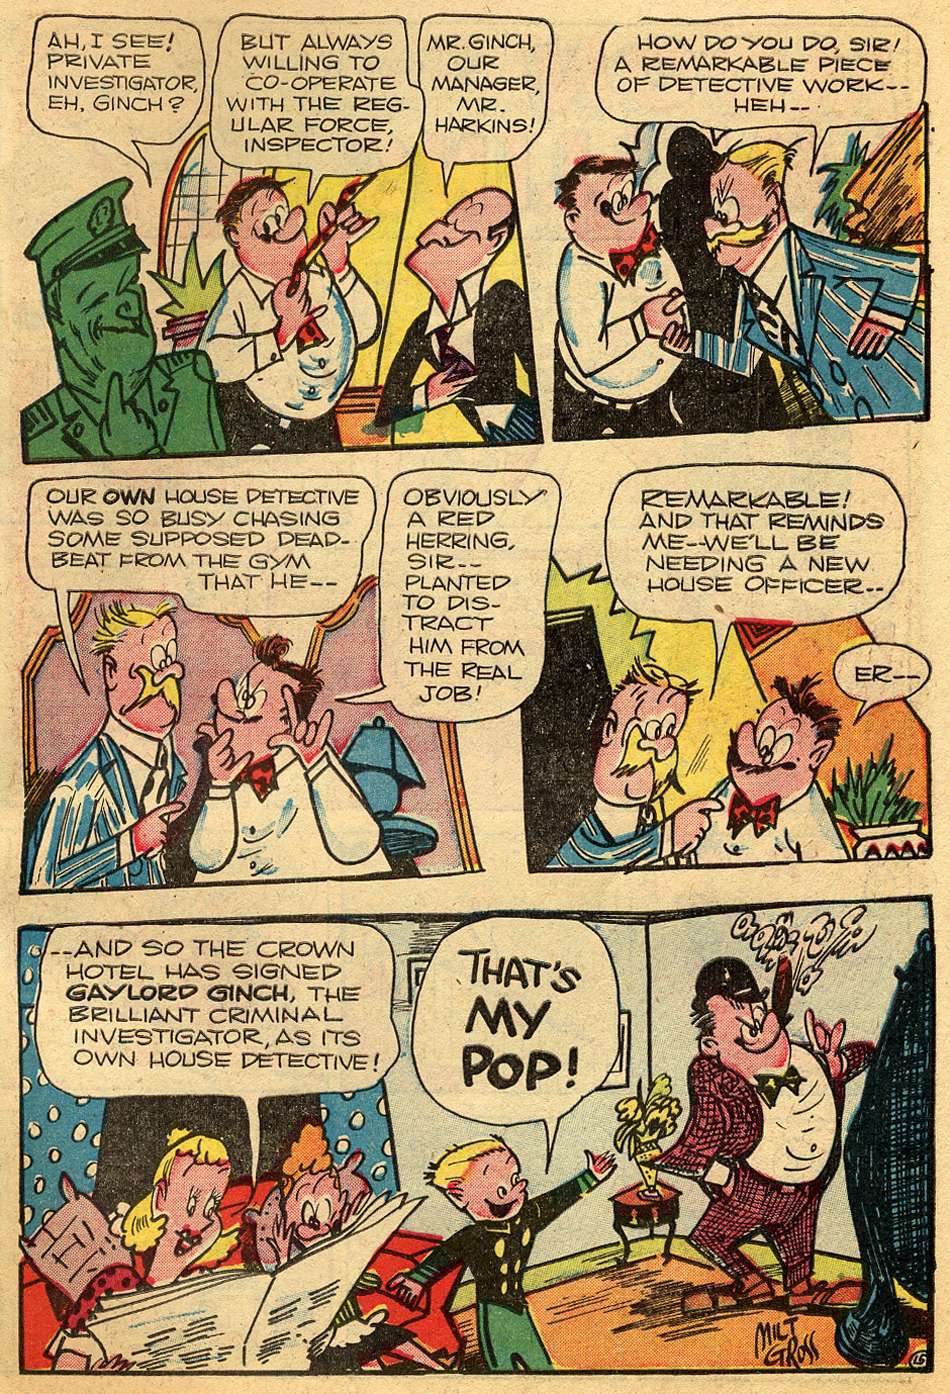 AH, I SEE!
PRIVATE
INVESTIGATOR,
EH, GINCH?
BUT ALWAYS
WILLING TO
CO-OPERATE
WITH THE REG-
ULAR FORCE,
INSPECTOR!
MR. GINCH,
OUR
MANAGER,
MR.
HARKINS!
HOW DO YOU DO, SIR!
A REMARKABLE PIECE
OF DETECTIVE WORK--
HEH--
OUR OWN HOUSE DETECTIVE
WAS SO BUSY CHASING
SOME SUPPOSED DEAD-
BEAT FROM THE GYM
THAT HE--
OBVIOUSLY
A RED
HERRING,
SIR--
PLANTED
TO DIS-
TRACT
HIM FROM
THE REAL
JOB!
REMARKABLE!
AND THAT REMINDS
ME--WE'LL BE
NEEDING A NEW
HOUSE OFFICER--
ER--
--AND SO THE CROWN
HOTEL HAS SIGNED
GAYLORD GINCH, THE
BRILLIANT CRIMINAL
INVESTIGATOR, AS ITS
OWN HOUSE DETECTIVE!
THAT'S
MY
POP!
MILT
GROSS
15